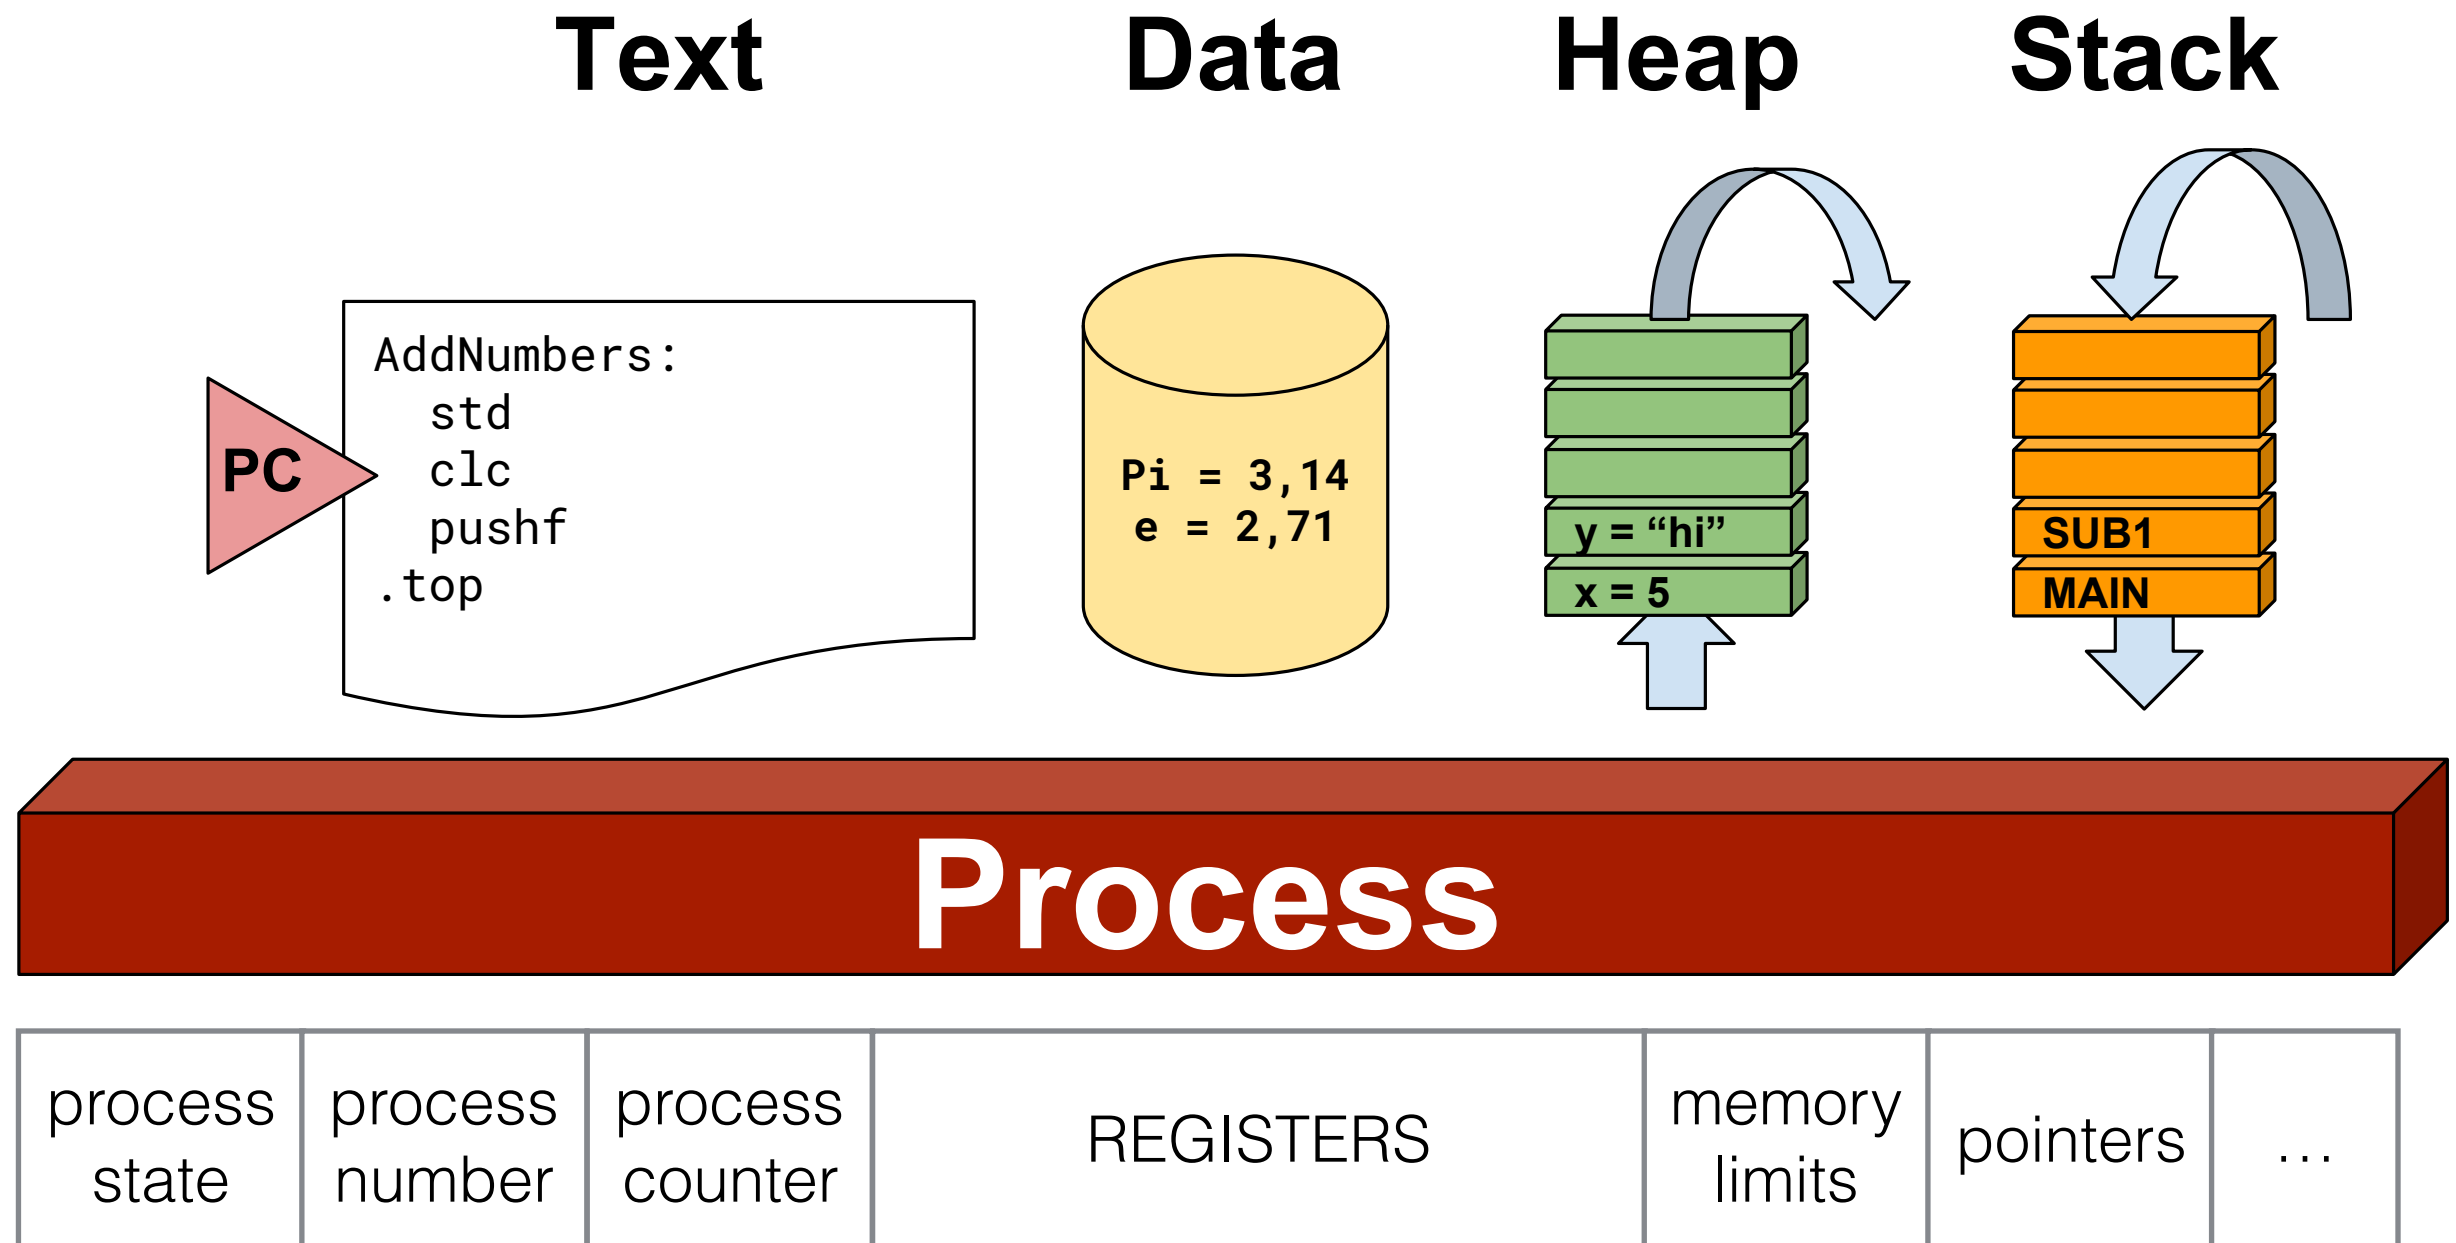 Text
Data
Heap
Stack
PC
AddNumbers:
std
clc
pushf
.top
Pi = 3,14
e = 2,71
y = “hi”
x = 5
SUB1
MAIN
Process
process
state
process
number
process
counter
REGISTERS
memory
limits
pointers
...